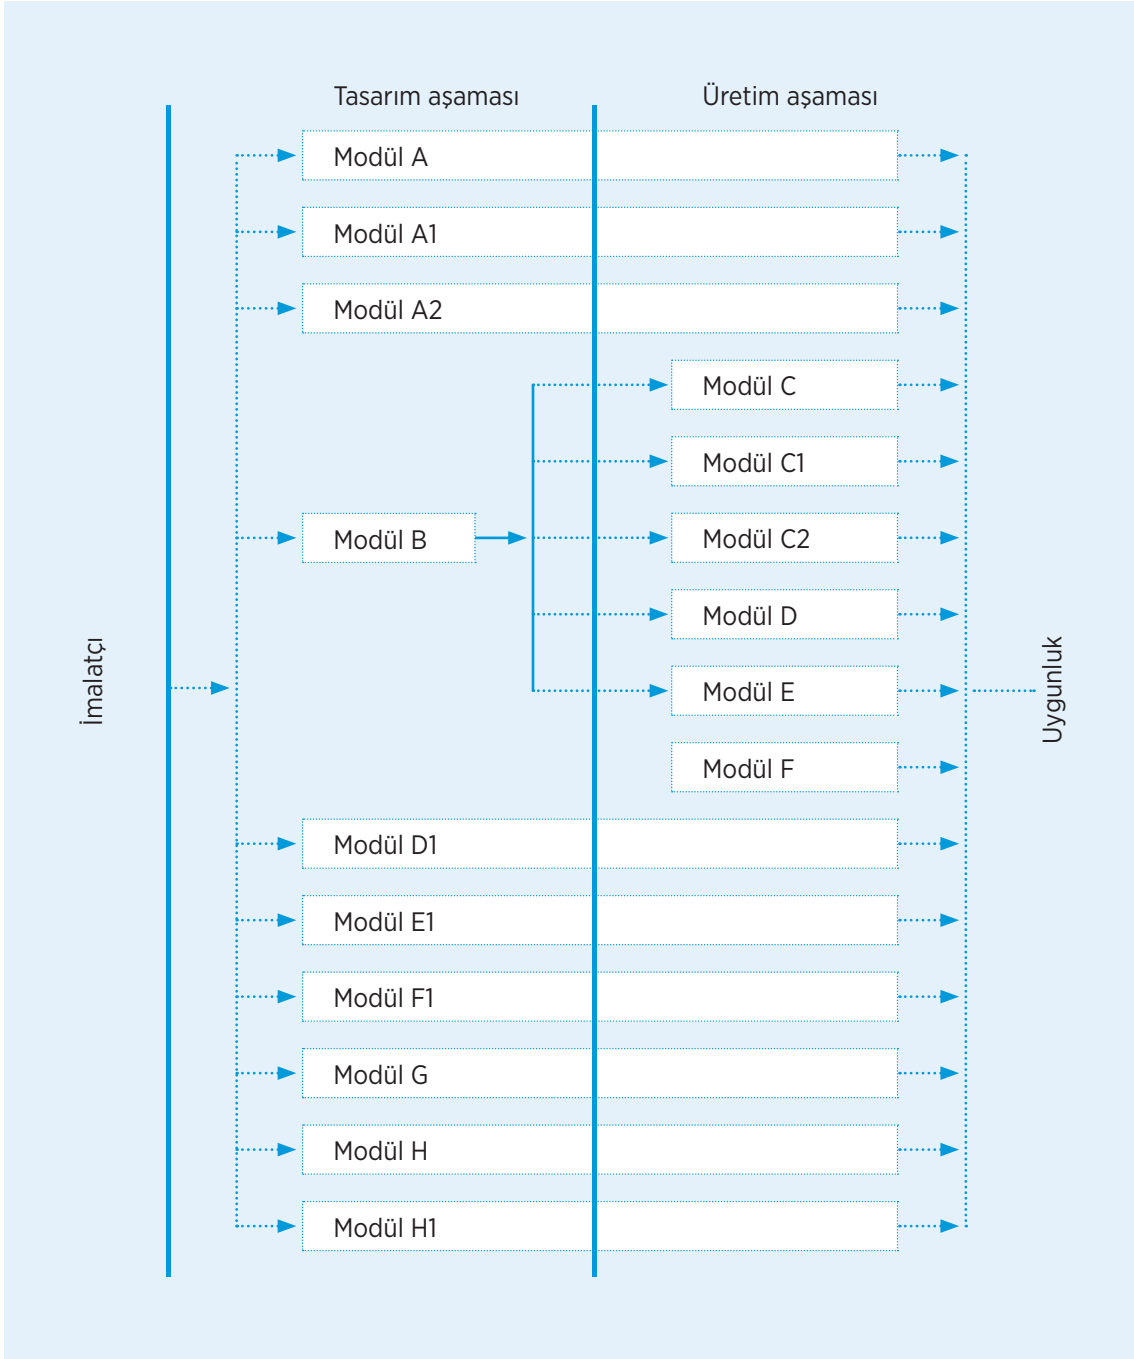 Tasarım aşaması
Üretim aşaması
Modül A
Modül A1
Modül A2
Modül C
Modül C1
Modül B
Modül C2
Modül D
Modül E
Modül F
İmalatçı
Uygunluk
Modül D1
Modül E1
Modül F1
Modül G
Modül H
Modül H1